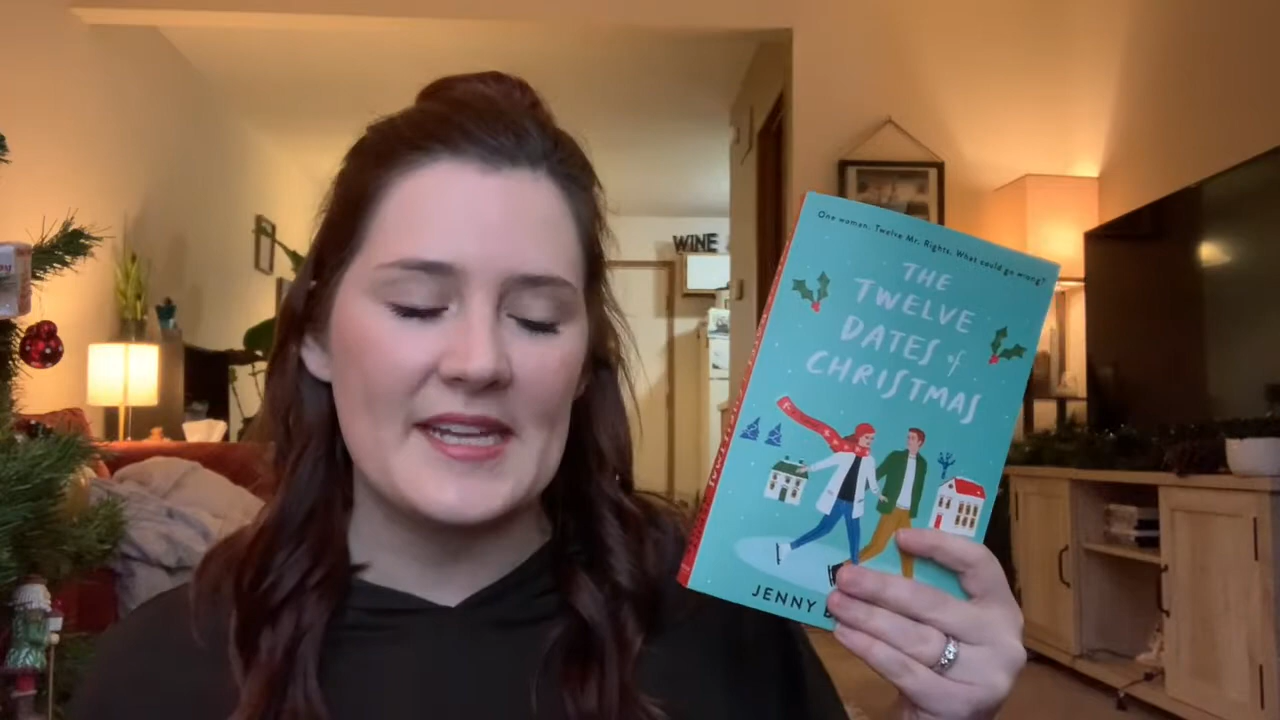 WINE
One woman. Twelve Mr. Rights. What could go wrong?
THE
TWELVE
DATES of
CHRISTMAS
JENNY